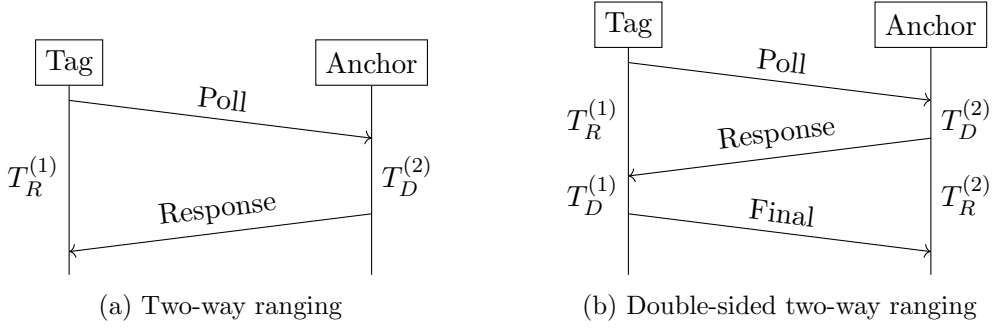 Tag Anchor
Poll
T_R^{(1)} T_D^{(2)}
Response
(a) Two-way ranging
Tag Anchor
Poll
T_R^{(1)} T_D^{(2)}
Response
T_D^{(1)} T_R^{(2)}
Final
(b) Double-sided two-way ranging